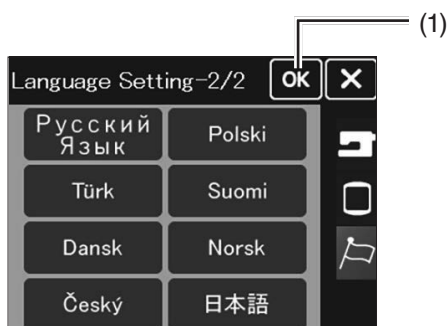 (1)
Language Setting-2/2 OK
Русский
Язык
Polski
Türk
Suomi
Dansk
Norsk
Český
日本語